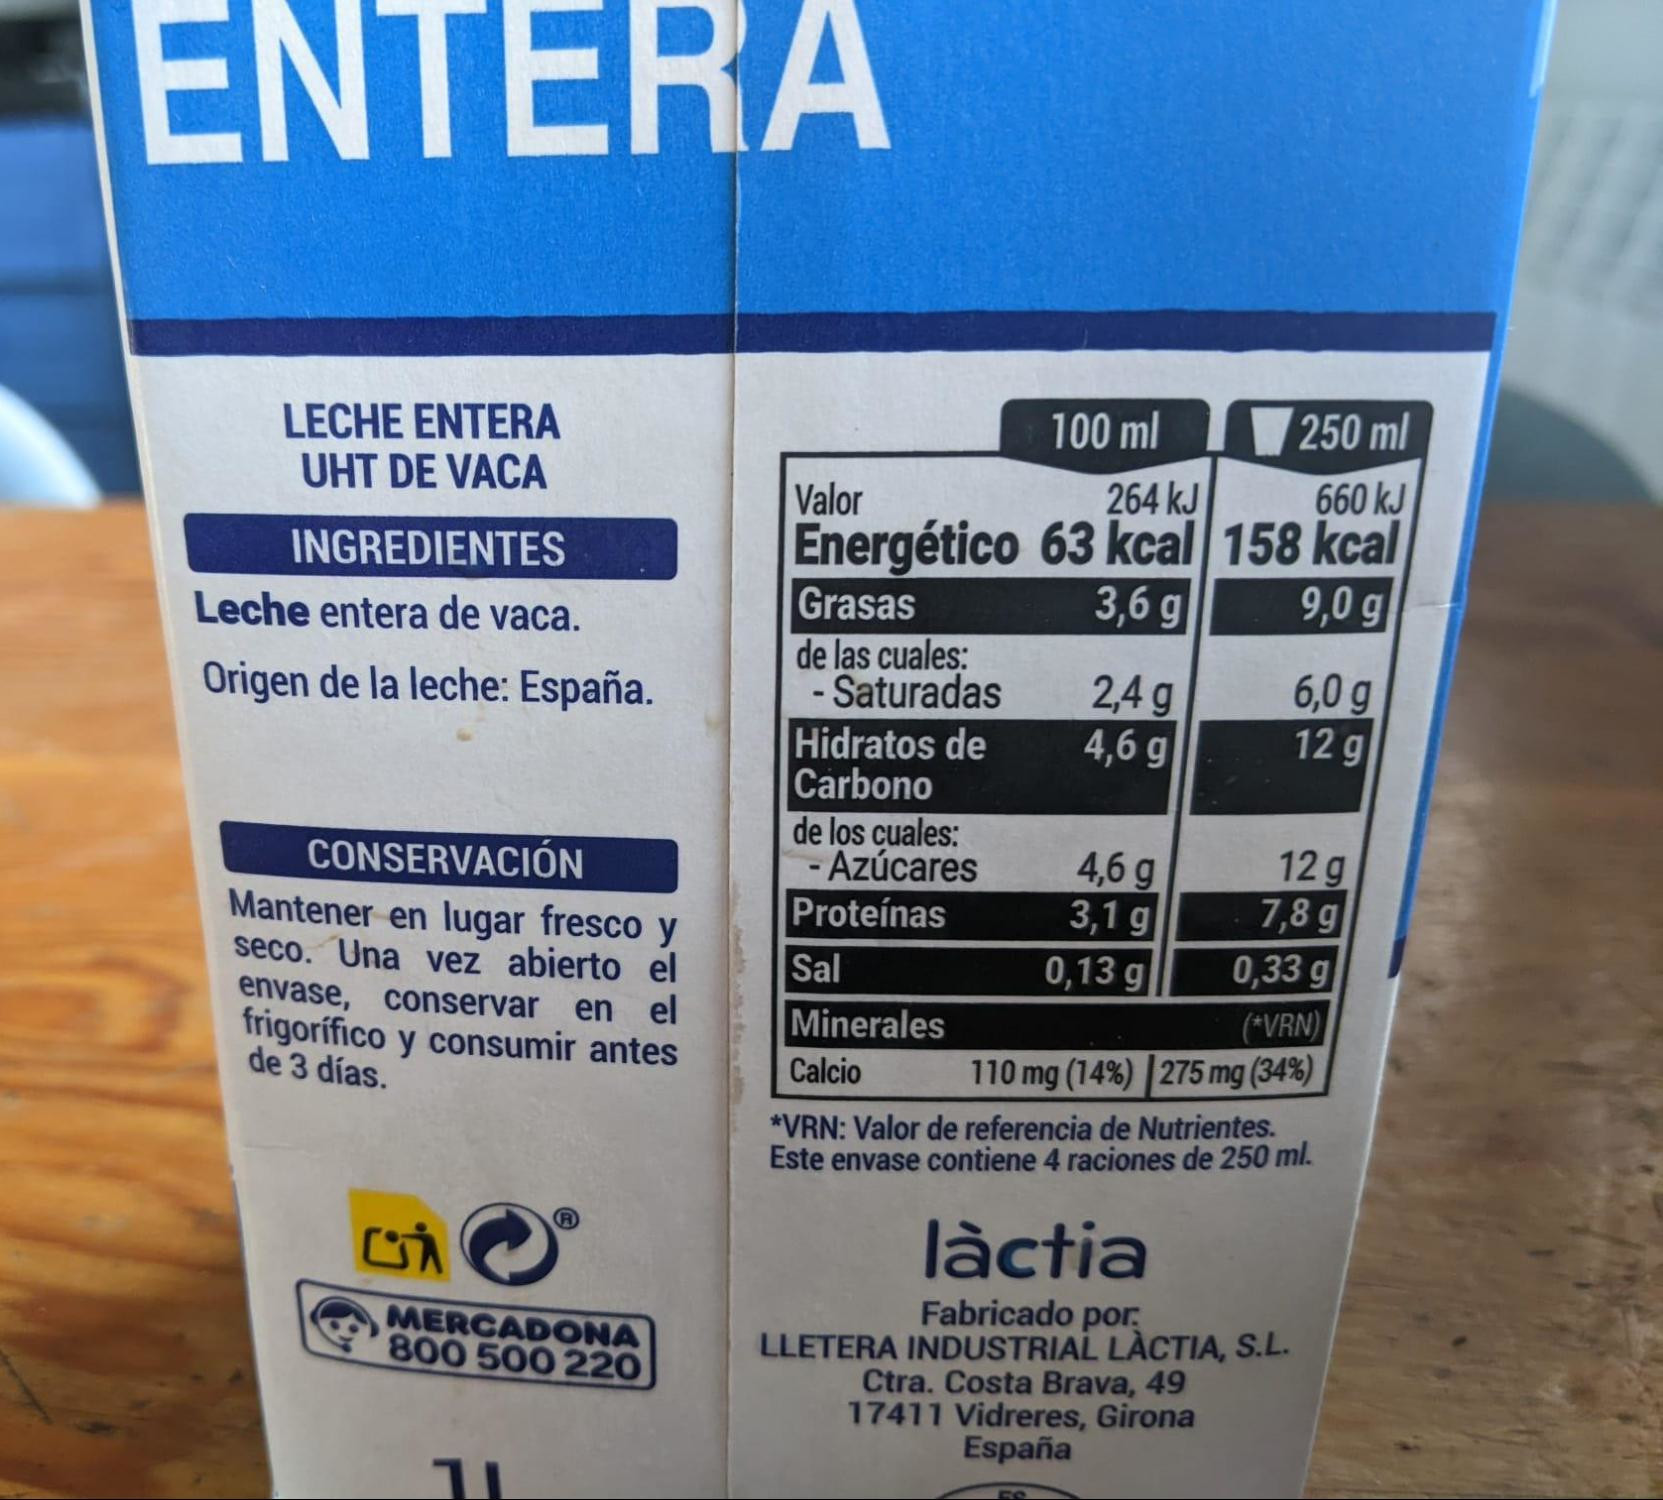 ENTERA
LECHE ENTERA
UHT DE VACA
INGREDIENTES
Leche entera de vaca.
Origen de la leche: España.
CONSERVACIÓN
Mantener en lugar fresco y
seco. Una vez abierto el
envase, conservar en el
frigorífico y consumir antes
de 3 días.
®
MERCADONA
800 500 220
1L
100 ml 250 ml
Valor 264 kJ 660 kJ
Energético 63 kcal 158 kcal
Grasas 3,6 g 9,0 g
de las cuales:
- Saturadas 2,4 g 6,0 g
Hidratos de 4,6 g 12 g
Carbono
de los cuales:
- Azúcares 4,6 g 12 g
Proteínas 3,1 g 7,8 g
Sal 0,13 g 0,33 g
Minerales (*VRN)
Calcio 110 mg (14%) 275 mg (34%)
*VRN: Valor de referencia de Nutrientes.
Este envase contiene 4 raciones de 250 ml.
làctia
Fabricado por:
LLETERA INDUSTRIAL LÀCTIA, S.L.
Ctra. Costa Brava, 49
17411 Vidreres, Girona
España
ES